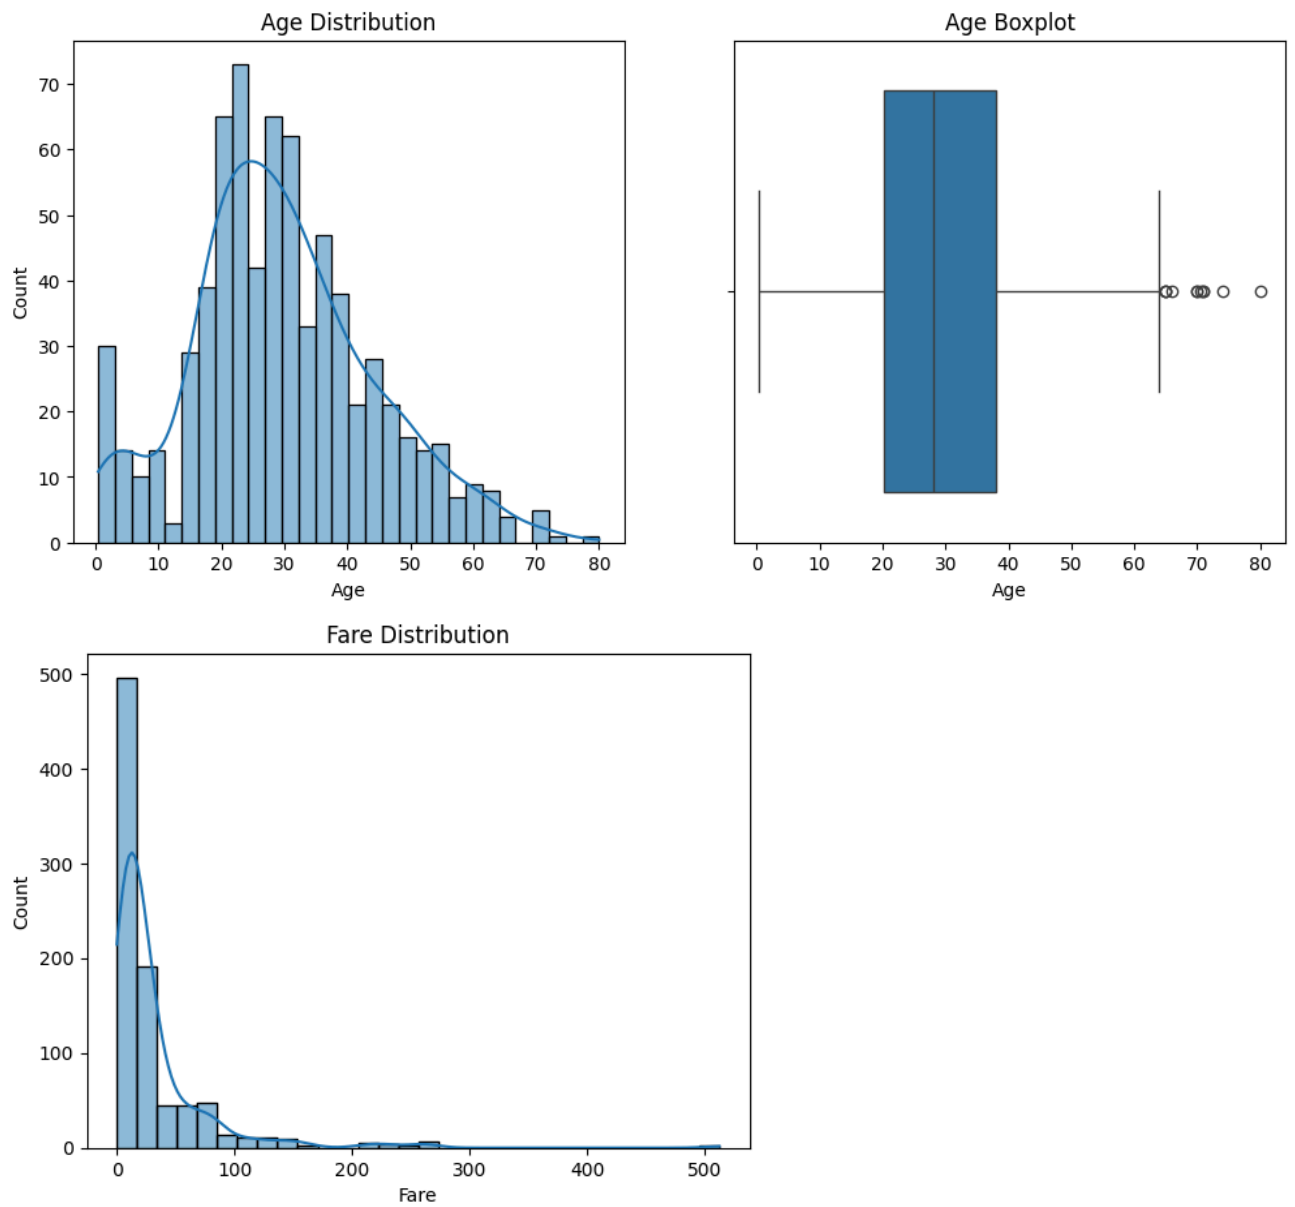 Age Distribution
Count
70
60
50
40
30
20
10
0
0 10 20 30 40 50 60 70 80
Age
Age Boxplot
0 10 20 30 40 50 60 70 80
Age
Fare Distribution
Count
500
400
300
200
100
0
0 100 200 300 400 500
Fare